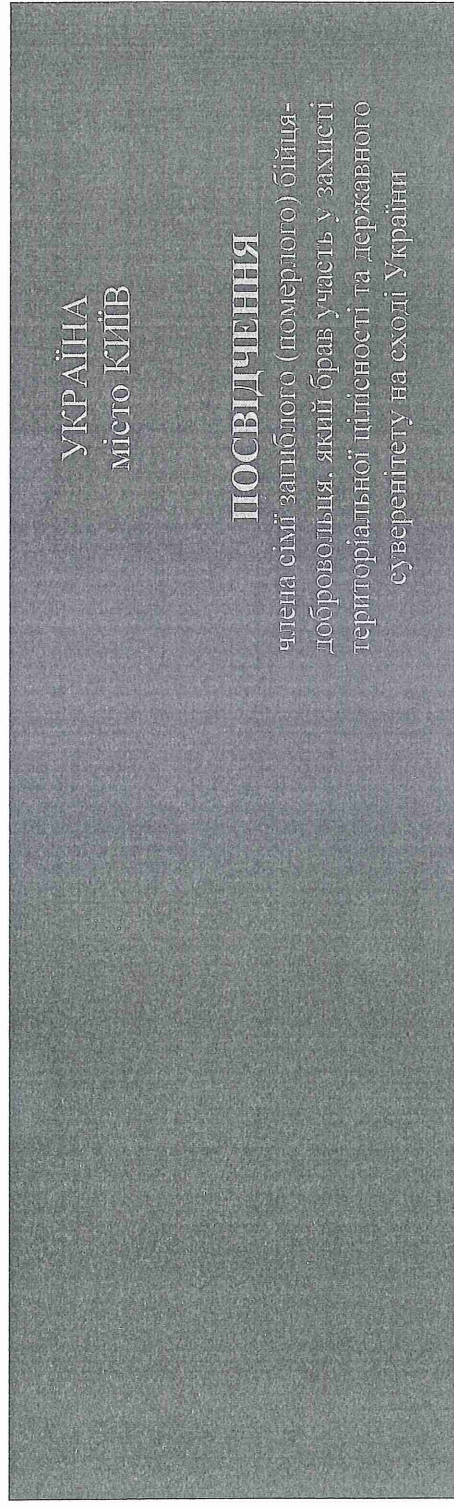 УКРАЇНА
місто КИЇВ
ПОСВІДЧЕННЯ
члена сімї загиблого (померлого) бійця-
добровольця, який брав участь у захисті
територіальної цілісності та державного
суверенітету на сході України